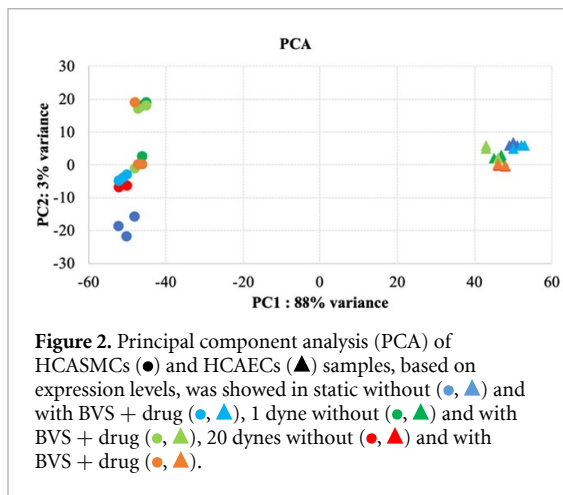 PCA
30
20
10
0
-10
-20
-30
PC2: 3% variance
-60 -40 -20 0 20 40 60
PC1 : 88% variance
Figure 2. Principal component analysis (PCA) of
HCASMCs (●) and HCAECs (▲) samples, based on
expression levels, was showed in static without (●, ▲) and
with BVS + drug (●, ▲), 1 dyne without (●, ▲) and with
BVS + drug (●, ▲), 20 dynes without (●, ▲) and with
BVS + drug (●, ▲).